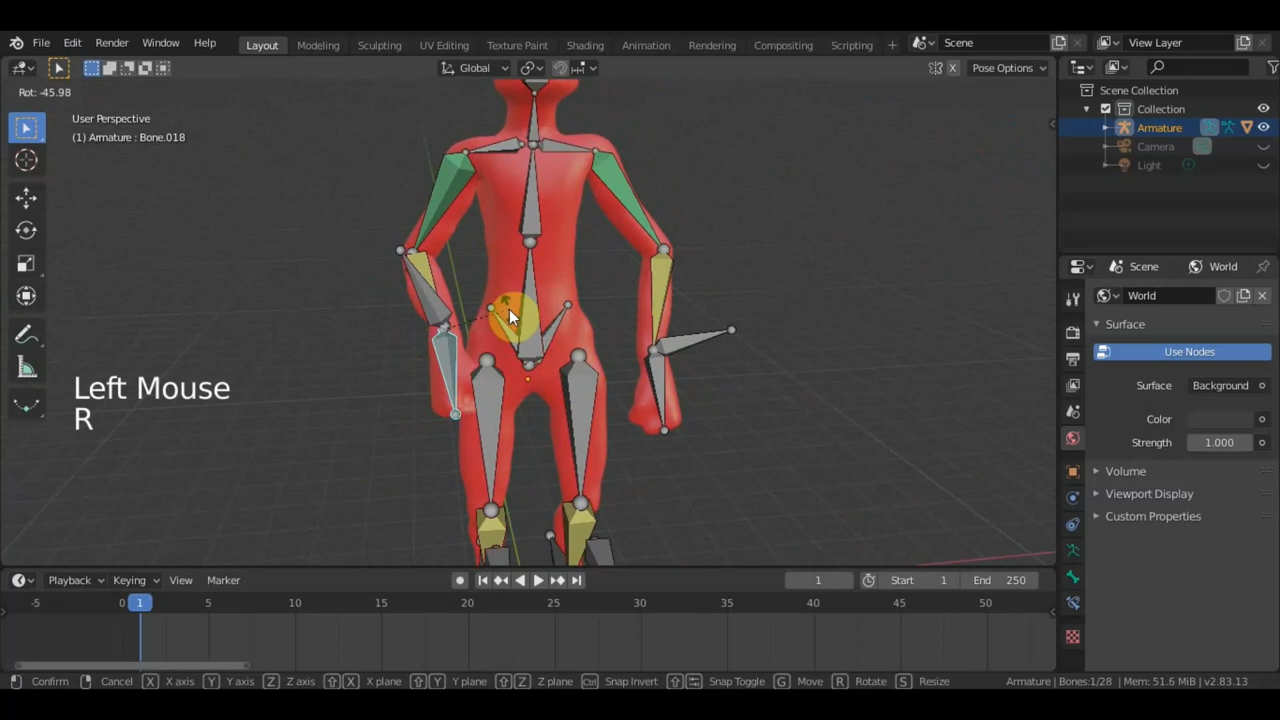 File Edit Render Window Help Layout Modeling Sculpting UV Editing Texture Paint Shading Animation Rendering Compositing Scripting + Scene View Layer
Global X Pose Options
Rot: -45.98
User Perspective
(1) Armature : Bone.018
Scene Collection
Collection
Armature
Camera
Light
Scene World
World
Surface
Use Nodes
Surface Background
Color
Strength 1.000
Volume
Viewport Display
Custom Properties
Left Mouse
R
Playback Keying View Marker 1 Start 1 End 250
-5 0 1 5 10 15 20 25 30 35 40 45 50
Confirm Cancel X X axis Y Y axis Z Z axis X X plane Y Y plane Z Z plane Ctrl Snap Invert Snap Toggle G Move R Rotate S Resize Armature | Bones:1/28 | Mem: 51.6 MiB | v2.83.13